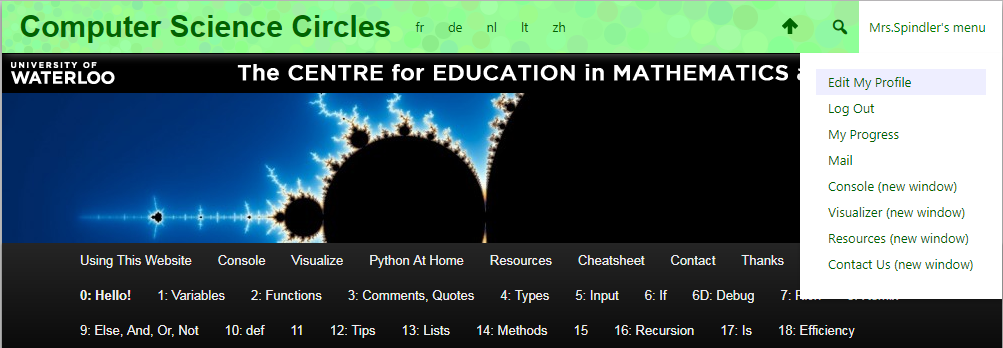 Computer Science Circles fr de nl lt zh Mrs.Spindler's menu
UNIVERSITY OF
WATERLOO
The CENTRE for EDUCATION in MATHEMATICS
Edit My Profile
Log Out
My Progress
Mail
Console (new window)
Visualizer (new window)
Resources (new window)
Contact Us (new window)
Using This Website Console Visualize Python At Home Resources Cheatsheet Contact Thanks
0: Hello! 1: Variables 2: Functions 3: Comments, Quotes 4: Types 5: Input 6: If 6D: Debug 7:
9: Else, And, Or, Not 10: def 11 12: Tips 13: Lists 14: Methods 15 16: Recursion 17: Is 18: Efficiency